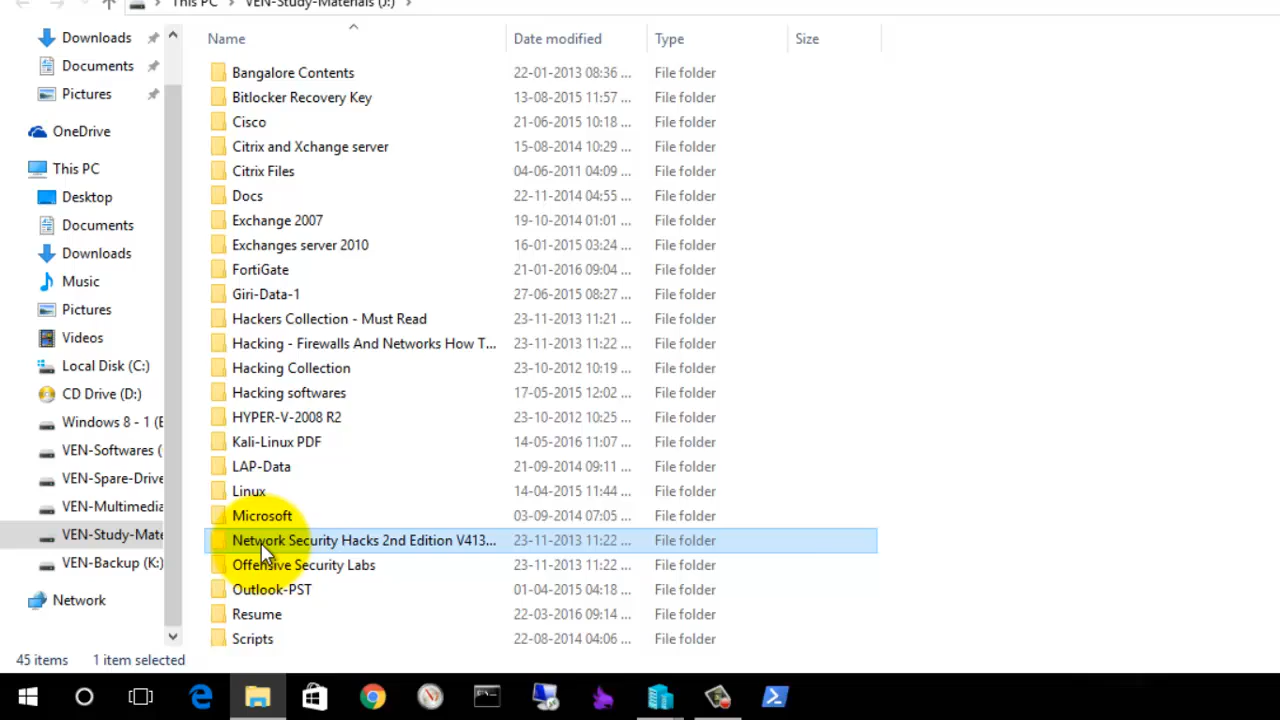 This PC > VEN-Study-Materials (J:) >
Name Date modified Type Size
Downloads
Documents
Pictures
OneDrive
This PC
Desktop
Documents
Downloads
Music
Pictures
Videos
Local Disk (C:)
CD Drive (D:)
Windows 8 - 1 (E
VEN-Softwares (
VEN-Spare-Drive
VEN-Multimedia
VEN-Study-Mate
VEN-Backup (K:)
Network
Bangalore Contents 22-01-2013 08:36 ... File folder
Bitlocker Recovery Key 13-08-2015 11:57 ... File folder
Cisco 21-06-2015 10:18 ... File folder
Citrix and Xchange server 15-08-2014 10:29 ... File folder
Citrix Files 04-06-2011 04:09 ... File folder
Docs 22-11-2014 04:55 ... File folder
Exchange 2007 19-10-2014 01:01 ... File folder
Exchanges server 2010 16-01-2015 03:24 ... File folder
FortiGate 21-01-2016 09:04 ... File folder
Giri-Data-1 27-06-2015 08:27 ... File folder
Hackers Collection - Must Read 23-11-2013 11:21 ... File folder
Hacking - Firewalls And Networks How T... 23-11-2013 11:22 ... File folder
Hacking Collection 23-10-2012 10:19 ... File folder
Hacking softwares 17-05-2015 12:02 ... File folder
HYPER-V-2008 R2 23-10-2012 10:25 ... File folder
Kali-Linux PDF 14-05-2016 11:07 ... File folder
LAP-Data 21-09-2014 09:11 ... File folder
Linux 14-04-2015 11:44 ... File folder
Microsoft 03-09-2014 07:05 ... File folder
Network Security Hacks 2nd Edition V413... 23-11-2013 11:22 ... File folder
Offensive Security Labs 23-11-2013 11:22 ... File folder
Outlook-PST 01-04-2015 04:18 ... File folder
Resume 22-03-2016 09:14 ... File folder
Scripts 22-08-2014 04:06 ... File folder
45 items 1 item selected